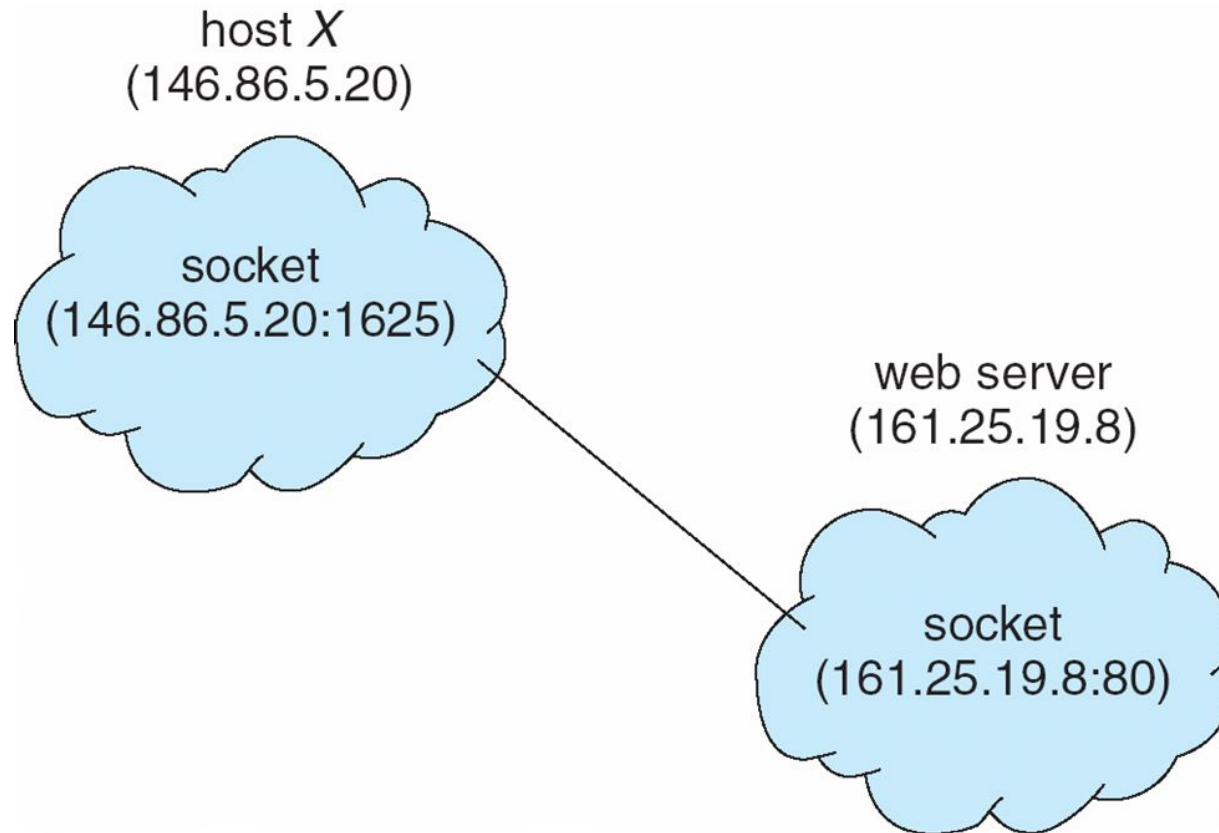 host X
(146.86.5.20)
socket
(146.86.5.20:1625)
web server
(161.25.19.8)
socket
(161.25.19.8:80)